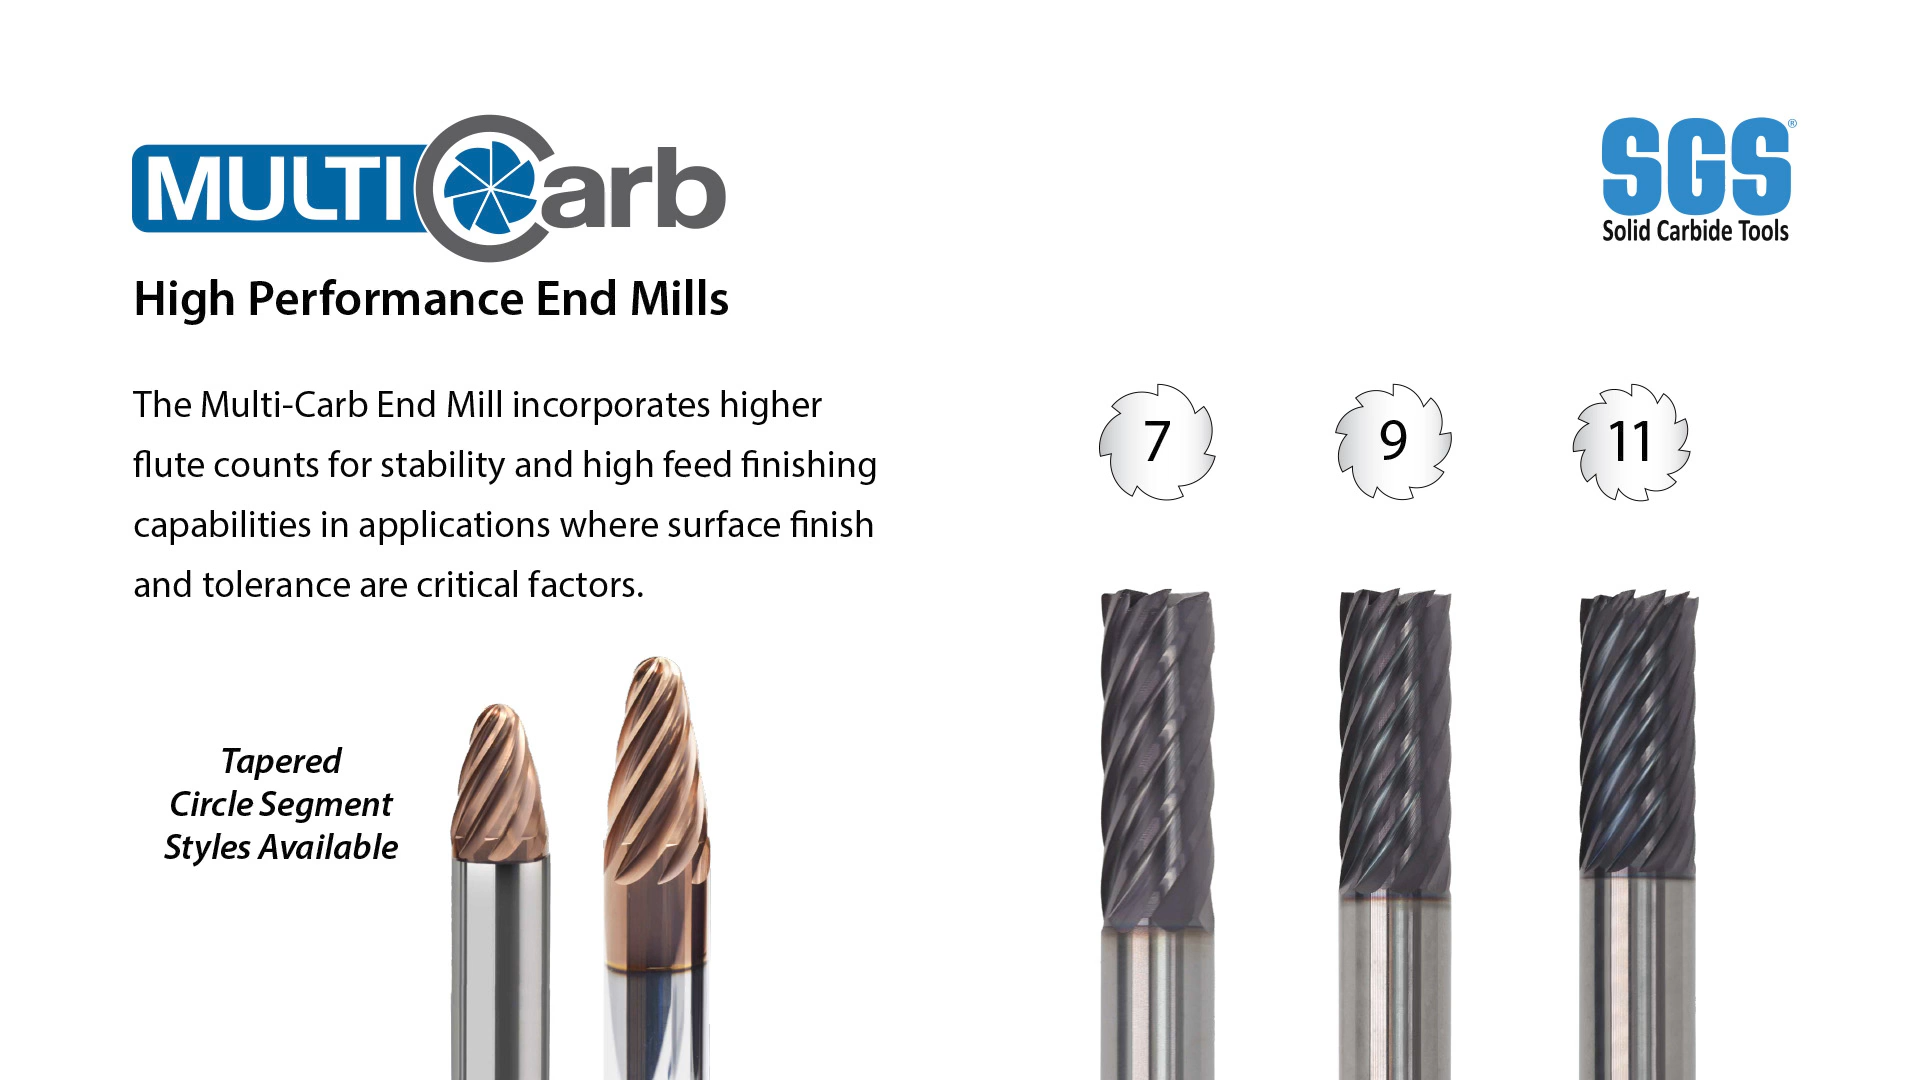 MULTI Carb
SGS®
Solid Carbide Tools
High Performance End Mills
The Multi-Carb End Mill incorporates higher
flute counts for stability and high feed finishing
capabilities in applications where surface finish
and tolerance are critical factors.
7
9
11
Tapered
Circle Segment
Styles Available